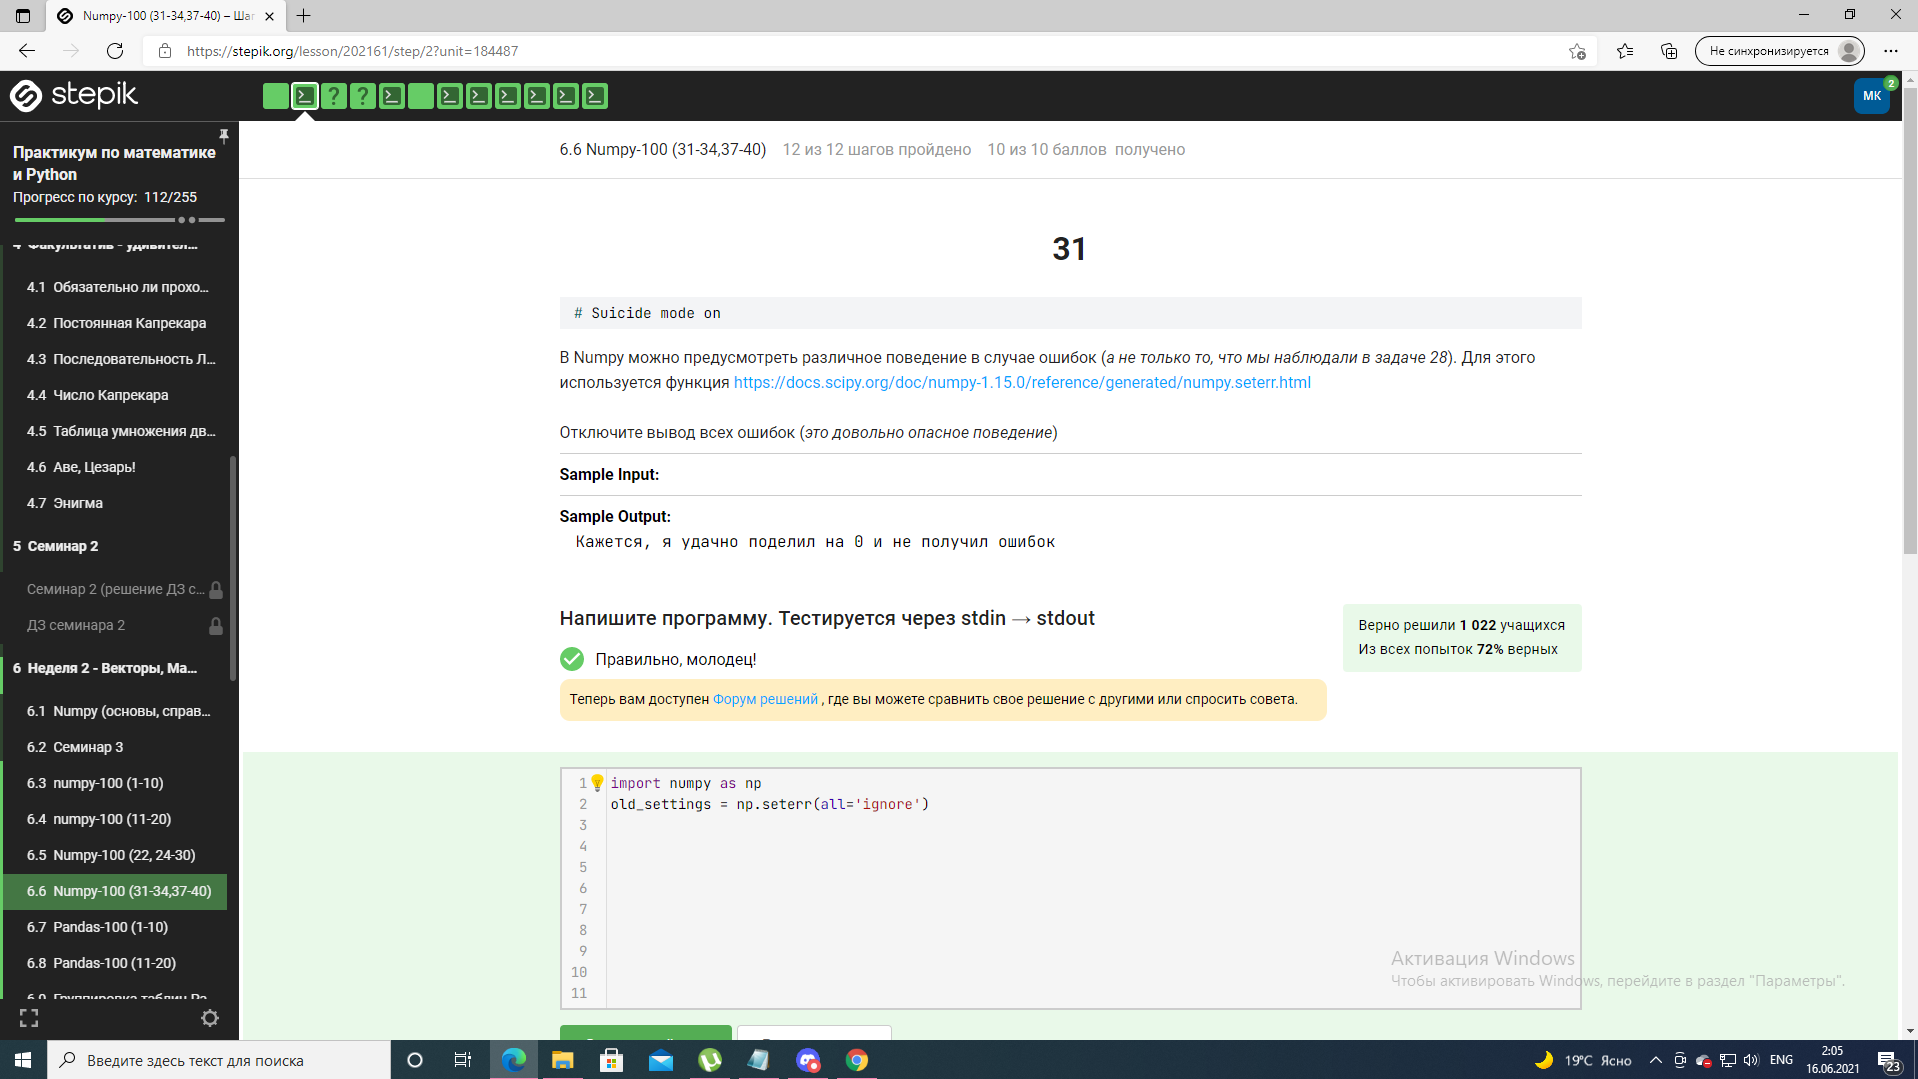 Numpy-100 (31-34,37-40) – Шаг
https://stepik.org/lesson/202161/step/2?unit=184487
Не синхронизируется
stepik
МК
2
Практикум по математике
и Python
Прогресс по курсу: 112/255
6.6 Numpy-100 (31-34,37-40) 12 из 12 шагов пройдено 10 из 10 баллов получено
4 Факультатив - удивител...
4.1 Обязательно ли прохо...
4.2 Постоянная Капрекара
4.3 Последовательность Л...
4.4 Число Капрекара
4.5 Таблица умножения дв...
4.6 Аве, Цезарь!
4.7 Энигма
5 Семинар 2
Семинар 2 (решение ДЗ с...
ДЗ семинара 2
6 Неделя 2 - Векторы, Ма...
6.1 Numpy (основы, справ...
6.2 Семинар 3
6.3 numpy-100 (1-10)
6.4 numpy-100 (11-20)
6.5 Numpy-100 (22, 24-30)
6.6 Numpy-100 (31-34,37-40)
6.7 Pandas-100 (1-10)
6.8 Pandas-100 (11-20)
6.9 Группировка таблиц Pa...
31
# Suicide mode on
В Numpy можно предусмотреть различное поведение в случае ошибок (а не только то, что мы наблюдали в задаче 28). Для этого
используется функция https://docs.scipy.org/doc/numpy-1.15.0/reference/generated/numpy.seterr.html
Отключите вывод всех ошибок (это довольно опасное поведение)
Sample Input:
Sample Output:
Кажется, я удачно поделил на 0 и не получил ошибок
Напишите программу. Тестируется через stdin → stdout
Верно решили 1 022 учащихся
Из всех попыток 72% верных
Правильно, молодец!
Теперь вам доступен Форум решений , где вы можете сравнить свое решение с другими или спросить совета.
1 import numpy as np
2 old_settings = np.seterr(all='ignore')
3
4
5
6
7
8
9
10
11
Активация Windows
Чтобы активировать Windows, перейдите в раздел "Параметры".
Введите здесь текст для поиска
19°C Ясно
ENG
2:05
16.06.2021
23